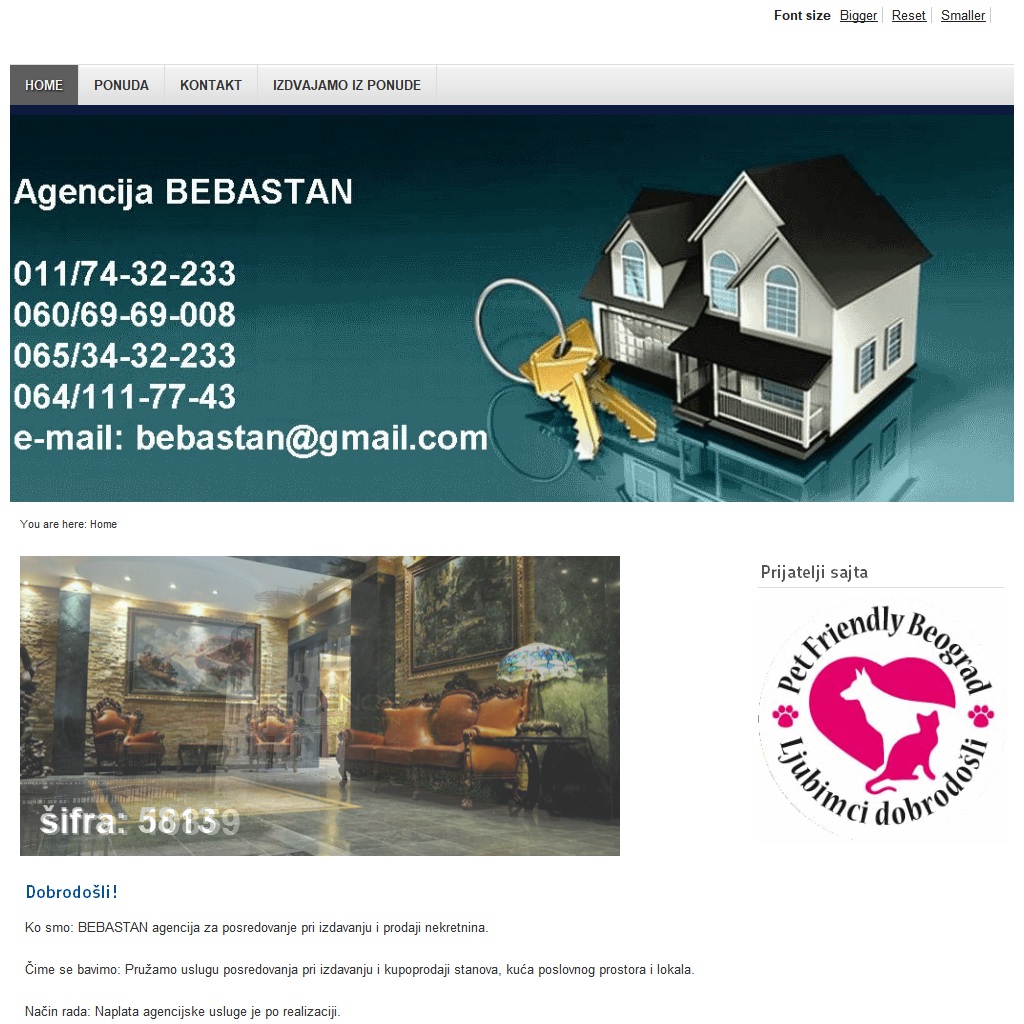 Font size Bigger Reset Smaller
HOME PONUDA KONTAKT IZDVAJAMO IZ PONUDE
Agencija BEBASTAN
011/74-32-233
060/69-69-008
065/34-32-233
064/111-77-43
e-mail: bebastan@gmail.com
You are here: Home
Prijatelji sajta
Pet Friendly Beograd
Ljubimci dobrodošli
šifra:
Dobrodošli!
Ko smo: BEBASTAN agencija za posredovanje pri izdavanju i prodaji nekretnina.
Čime se bavimo: Pružamo uslugu posredovanja pri izdavanju i kupoprodaji stanova, kuća poslovnog prostora i lokala.
Način rada: Naplata agencijske usluge je po realizaciji.